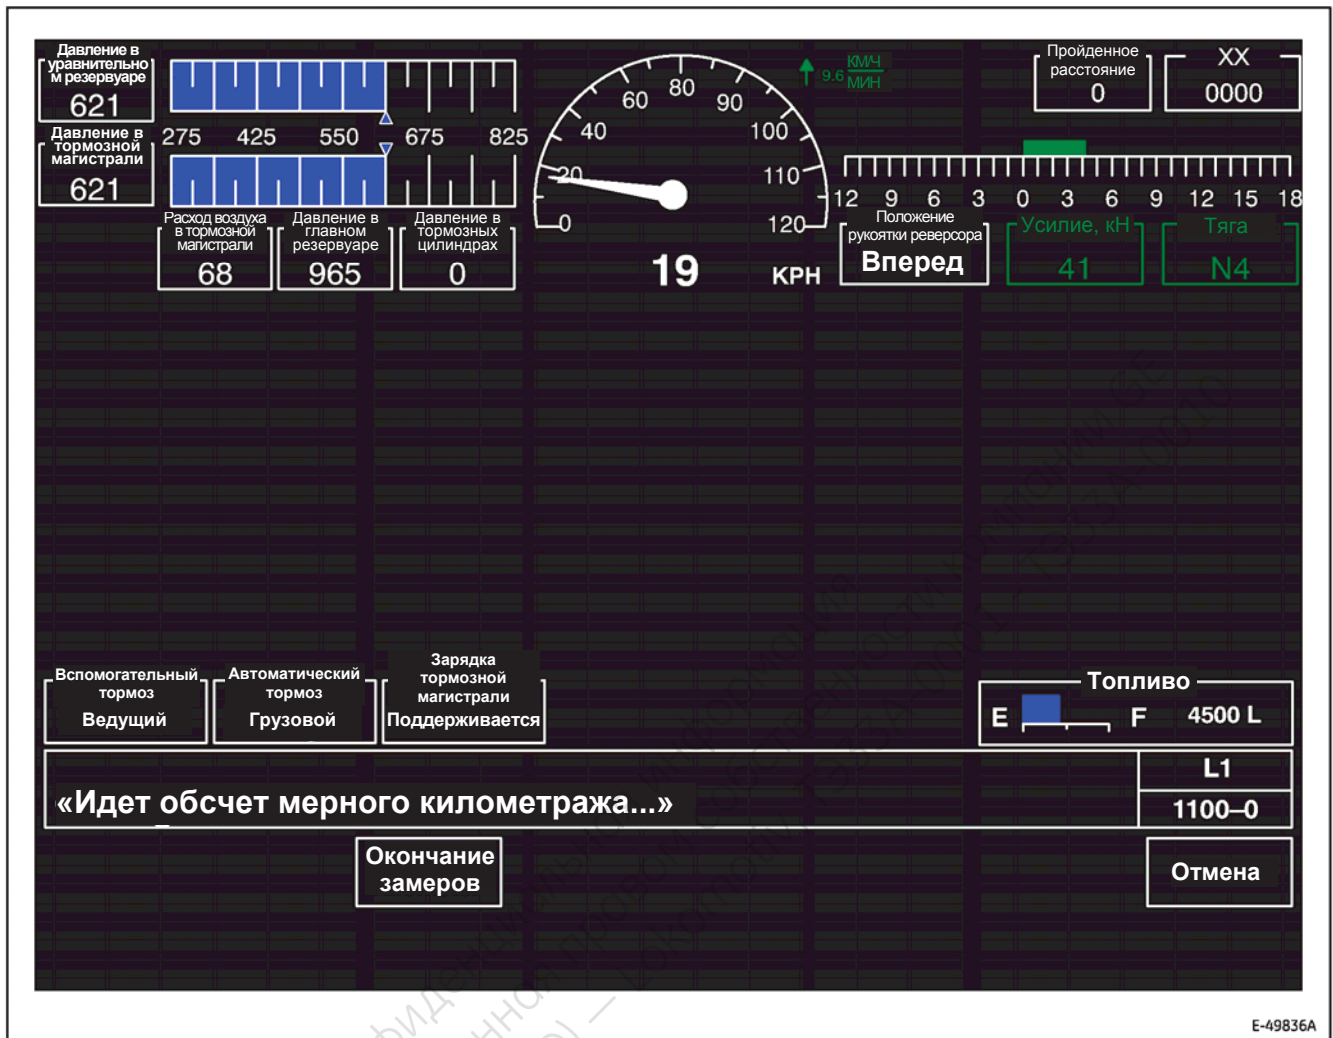 Давление в
уравнительно
м резервуаре
621
Давление в
тормозной
магистрали
621
275 425 550 675 825
Расход воздуха
в тормозной
магистрали
68
Давление в
главном
резервуаре
965
Давление в
тормозных
цилиндрах
0
0 20 40 60 80 90 100 110 120
19 KPH
9.6 КМ/Ч
МИН
Пройденное
расстояние
0
XX
0000
12 9 6 3 0 3 6 9 12 15 18
Положение
рукоятки реверсора
Вперед
Усилие, кН
41
Тяга
N4
Вспомогательный
тормоз
Ведущий
Автоматический
тормоз
Грузовой
Зарядка
тормозной
магистрали
Поддерживается
Топливо
E F 4500 L
«Идет обсчет мерного километража...»
L1
1100–0
Окончание
замеров
Отмена
E-49836A